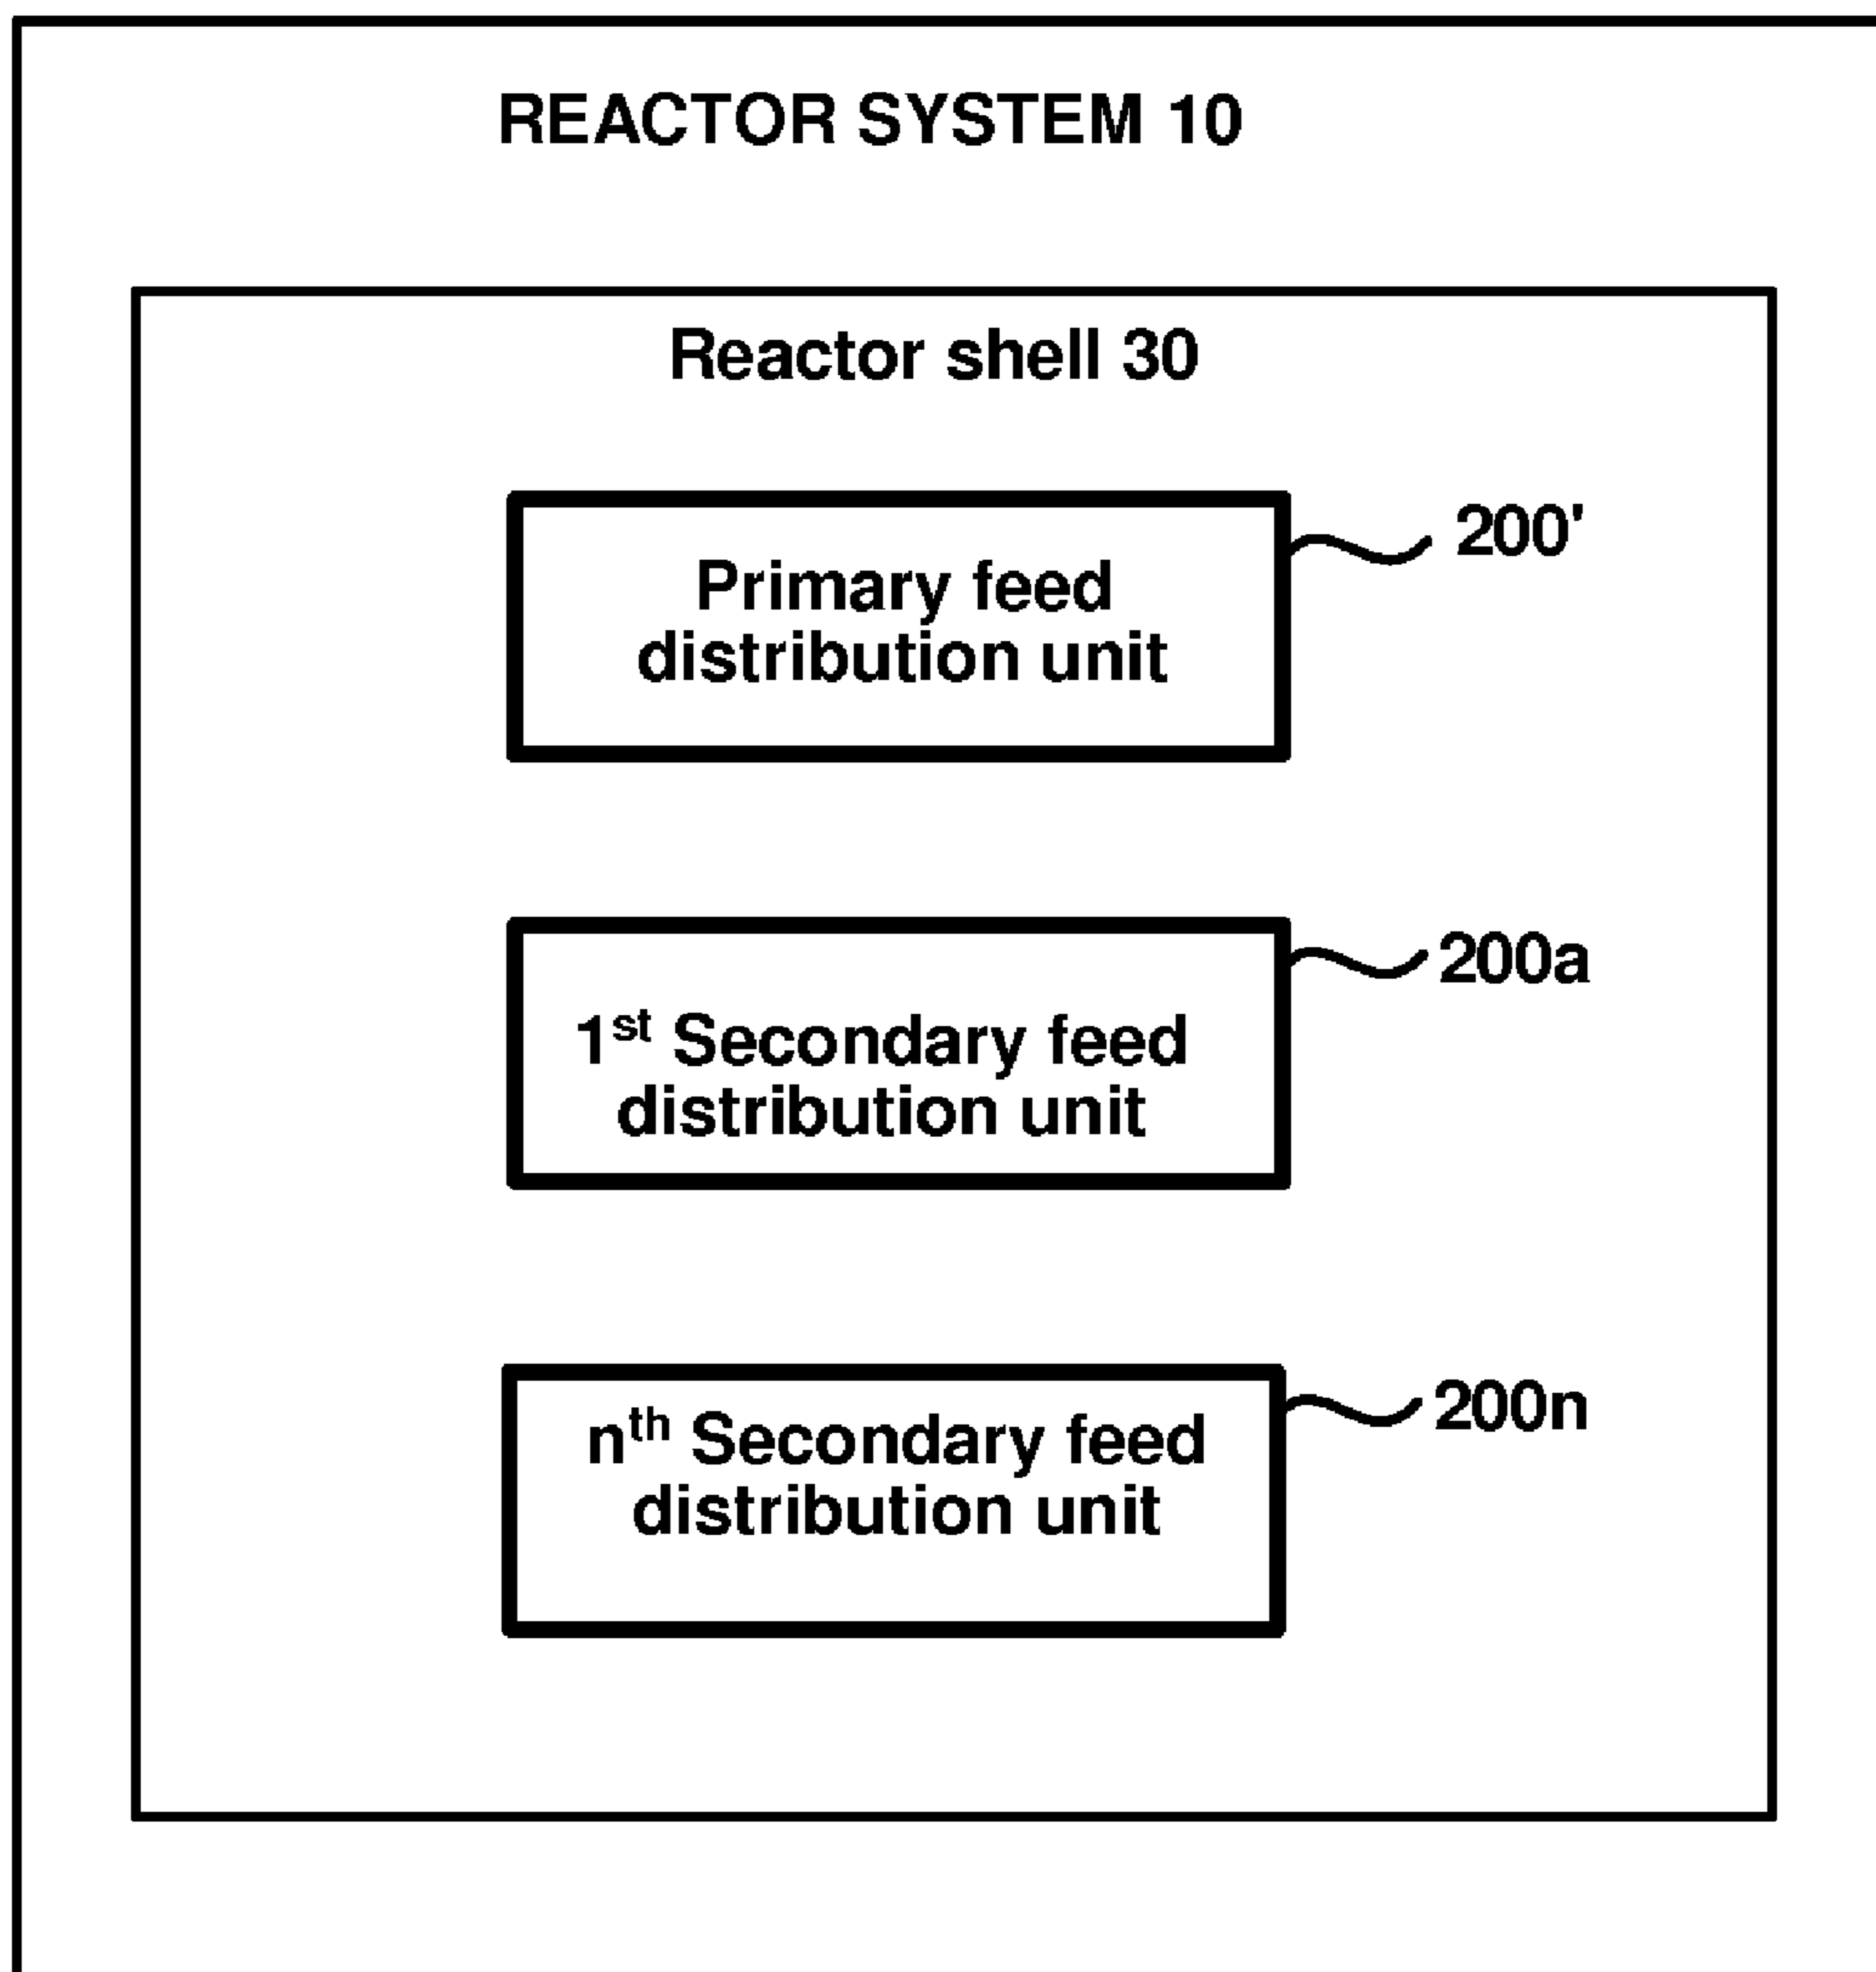 REACTOR SYSTEM 10
Reactor shell 30
200'
Primary feed
distribution unit
200a
1st Secondary feed
distribution unit
200n
nth Secondary feed
distribution unit